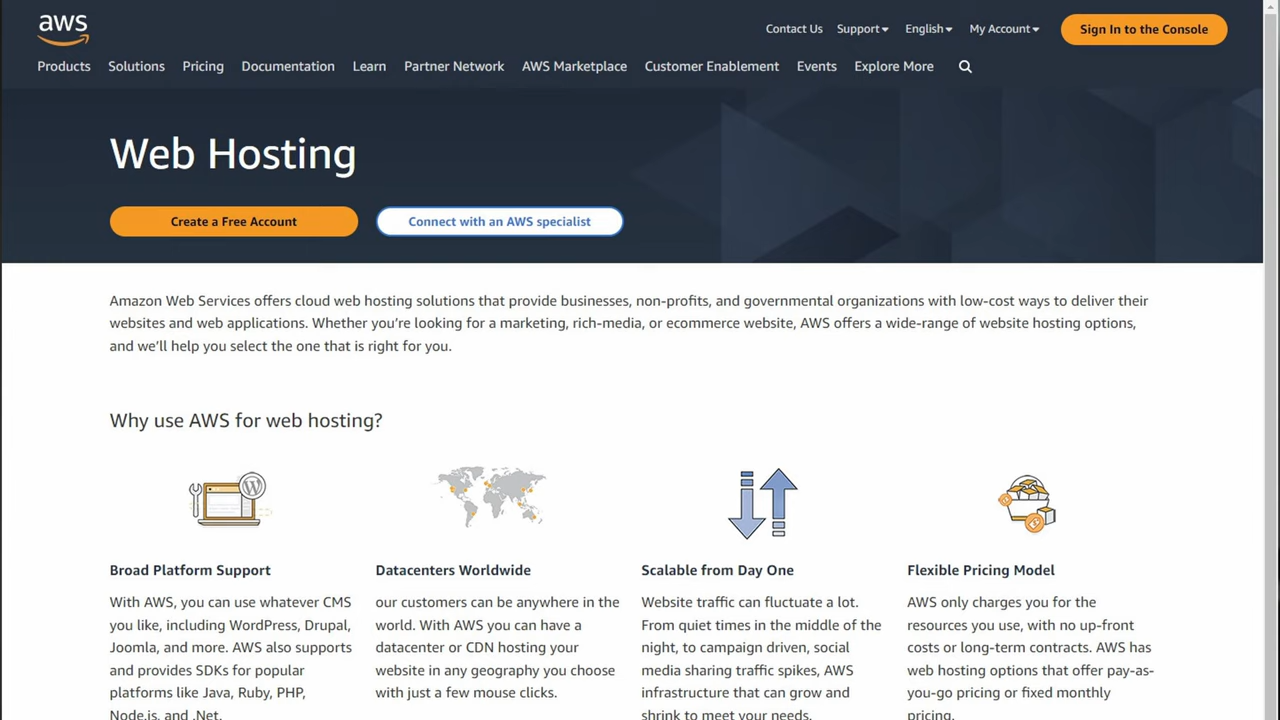 aws
Contact Us Support English My Account Sign In to the Console
Products Solutions Pricing Documentation Learn Partner Network AWS Marketplace Customer Enablement Events Explore More
Web Hosting
Create a Free Account Connect with an AWS specialist
Amazon Web Services offers cloud web hosting solutions that provide businesses, non-profits, and governmental organizations with low-cost ways to deliver their
websites and web applications. Whether you’re looking for a marketing, rich-media, or ecommerce website, AWS offers a wide-range of website hosting options,
and we’ll help you select the one that is right for you.
Why use AWS for web hosting?
Broad Platform Support
With AWS, you can use whatever CMS
you like, including WordPress, Drupal,
Joomla, and more. AWS also supports
and provides SDKs for popular
platforms like Java, Ruby, PHP,
Node.js, and .Net.
Datacenters Worldwide
our customers can be anywhere in the
world. With AWS you can have a
datacenter or CDN hosting your
website in any geography you choose
with just a few mouse clicks.
Scalable from Day One
Website traffic can fluctuate a lot.
From quiet times in the middle of the
night, to campaign driven, social
media sharing traffic spikes, AWS
infrastructure that can grow and
shrink to meet your needs.
Flexible Pricing Model
AWS only charges you for the
resources you use, with no up-front
costs or long-term contracts. AWS has
web hosting options that offer pay-as-
you-go pricing or fixed monthly
pricing.